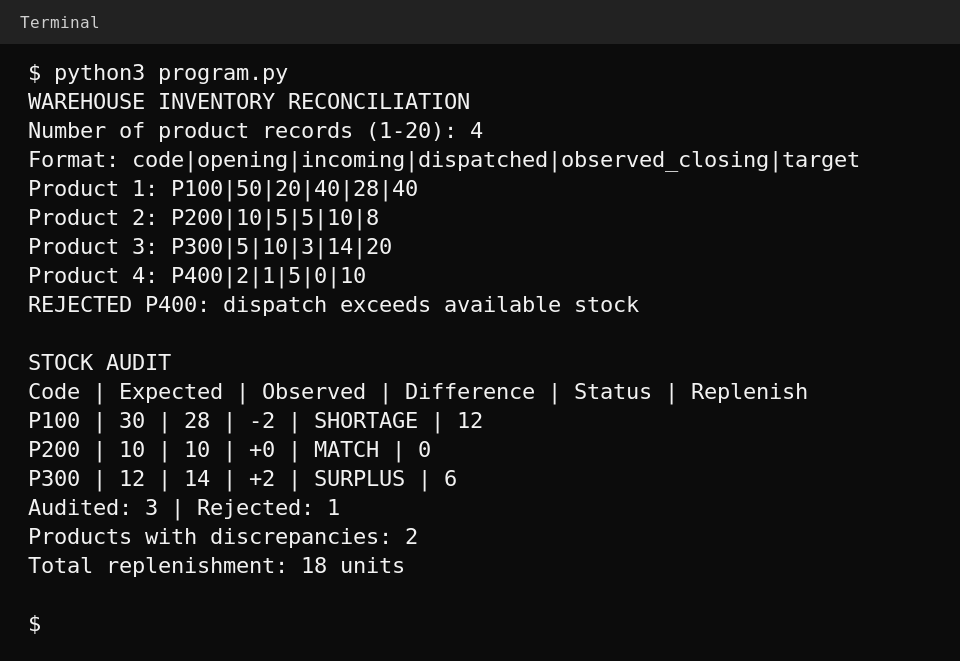 Terminal
$ python3 program.py
WAREHOUSE INVENTORY RECONCILIATION
Number of product records (1-20): 4
Format: code|opening|incoming|dispatched|observed_closing|target
Product 1: P100|50|20|40|28|40
Product 2: P200|10|5|5|10|8
Product 3: P300|5|10|3|14|20
Product 4: P400|2|1|5|0|10
REJECTED P400: dispatch exceeds available stock
STOCK AUDIT
Code | Expected | Observed | Difference | Status | Replenish
P100 | 30 | 28 | -2 | SHORTAGE | 12
P200 | 10 | 10 | +0 | MATCH | 0
P300 | 12 | 14 | +2 | SURPLUS | 6
Audited: 3 | Rejected: 1
Products with discrepancies: 2
Total replenishment: 18 units
$